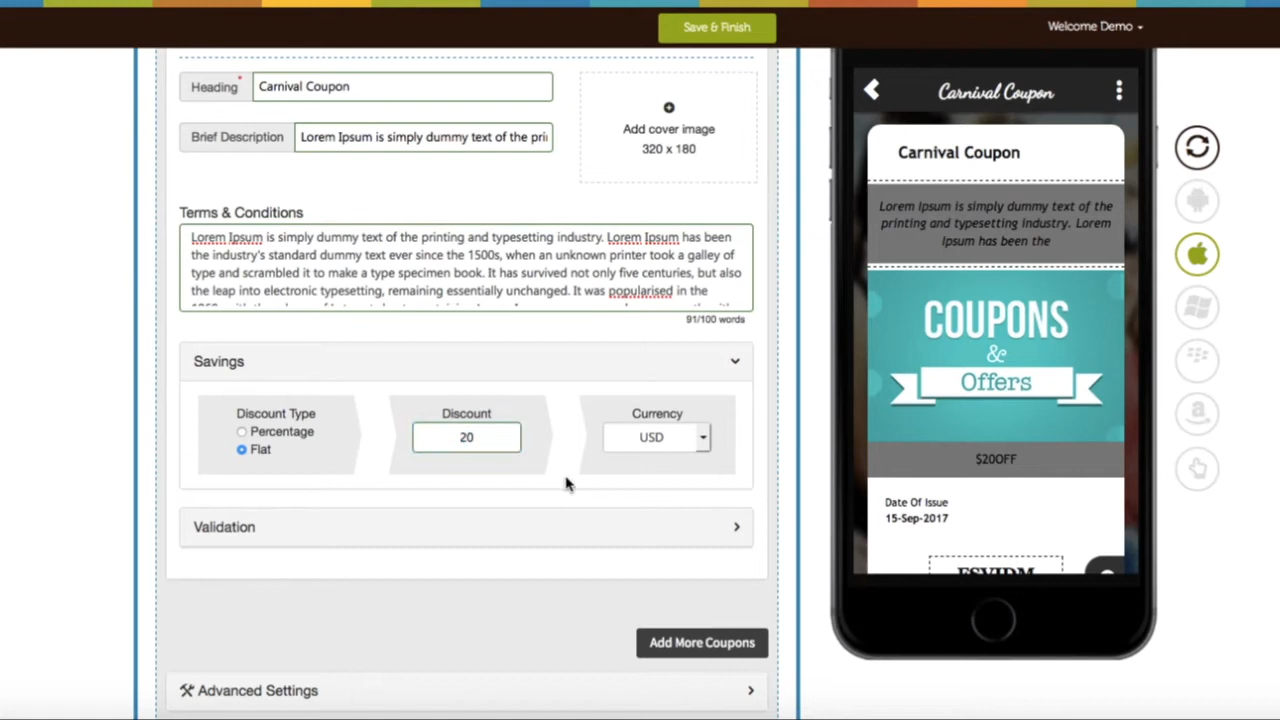 Save & Finish
Welcome Demo
Heading *
Carnival Coupon
Brief Description
Lorem Ipsum is simply dummy text of the pri
Add cover image
320 x 180
Terms & Conditions
Lorem Ipsum is simply dummy text of the printing and typesetting industry. Lorem Ipsum has been
the industry's standard dummy text ever since the 1500s, when an unknown printer took a galley of
type and scrambled it to make a type specimen book. It has survived not only five centuries, but also
the leap into electronic typesetting, remaining essentially unchanged. It was popularised in the
91/100 words
Savings
Discount Type
Percentage
Flat
Discount
20
Currency
USD
Validation
Add More Coupons
Advanced Settings
Carnival Coupon
Carnival Coupon
Lorem Ipsum is simply dummy text of the
printing and typesetting industry. Lorem
Ipsum has been the
COUPONS
&
Offers
$20OFF
Date Of Issue
15-Sep-2017